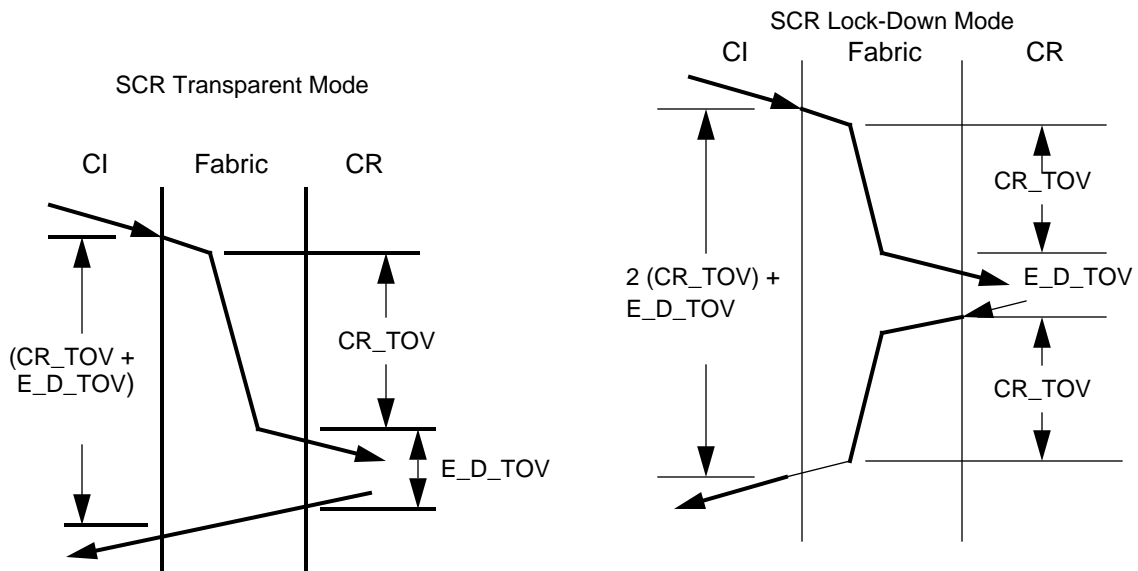 SCR Transparent Mode
CI Fabric CR
(CR_TOV +
E_D_TOV)
CR_TOV
E_D_TOV
SCR Lock-Down Mode
CI Fabric CR
2 (CR_TOV) +
E_D_TOV
CR_TOV
E_D_TOV
CR_TOV